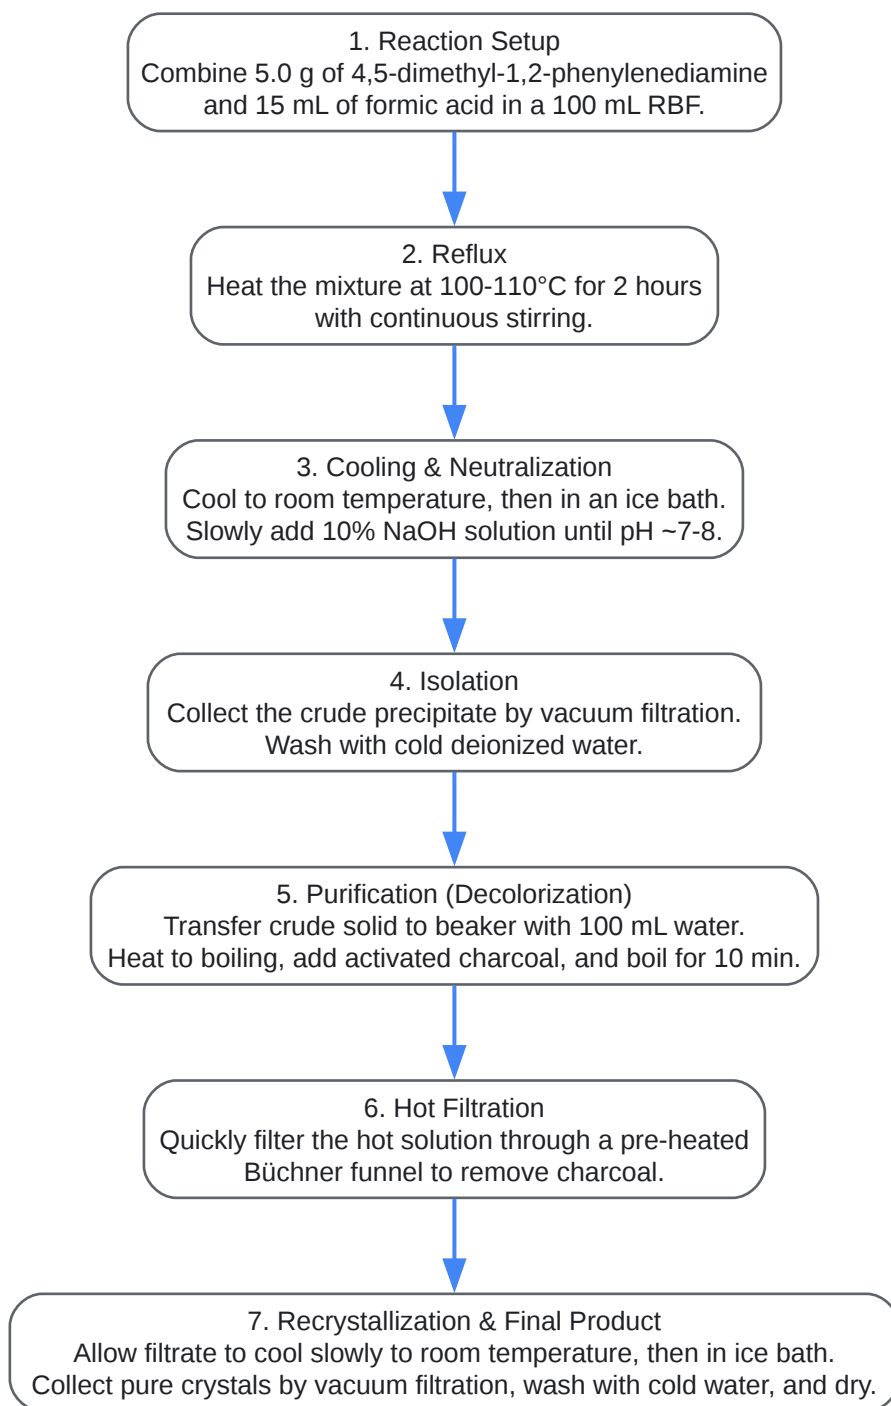 1. Reaction Setup
Combine 5.0 g of 4,5-dimethyl-1,2-phenylenediamine
and 15 mL of formic acid in a 100 mL RBF.
2. Reflux
Heat the mixture at 100-110°C for 2 hours
with continuous stirring.
3. Cooling & Neutralization
Cool to room temperature, then in an ice bath.
Slowly add 10% NaOH solution until pH ~7-8.
4. Isolation
Collect the crude precipitate by vacuum filtration.
Wash with cold deionized water.
5. Purification (Decolorization)
Transfer crude solid to beaker with 100 mL water.
Heat to boiling, add activated charcoal, and boil for 10 min.
6. Hot Filtration
Quickly filter the hot solution through a pre-heated
Büchner funnel to remove charcoal.
7. Recrystallization & Final Product
Allow filtrate to cool slowly to room temperature, then in ice bath.
Collect pure crystals by vacuum filtration, wash with cold water, and dry.